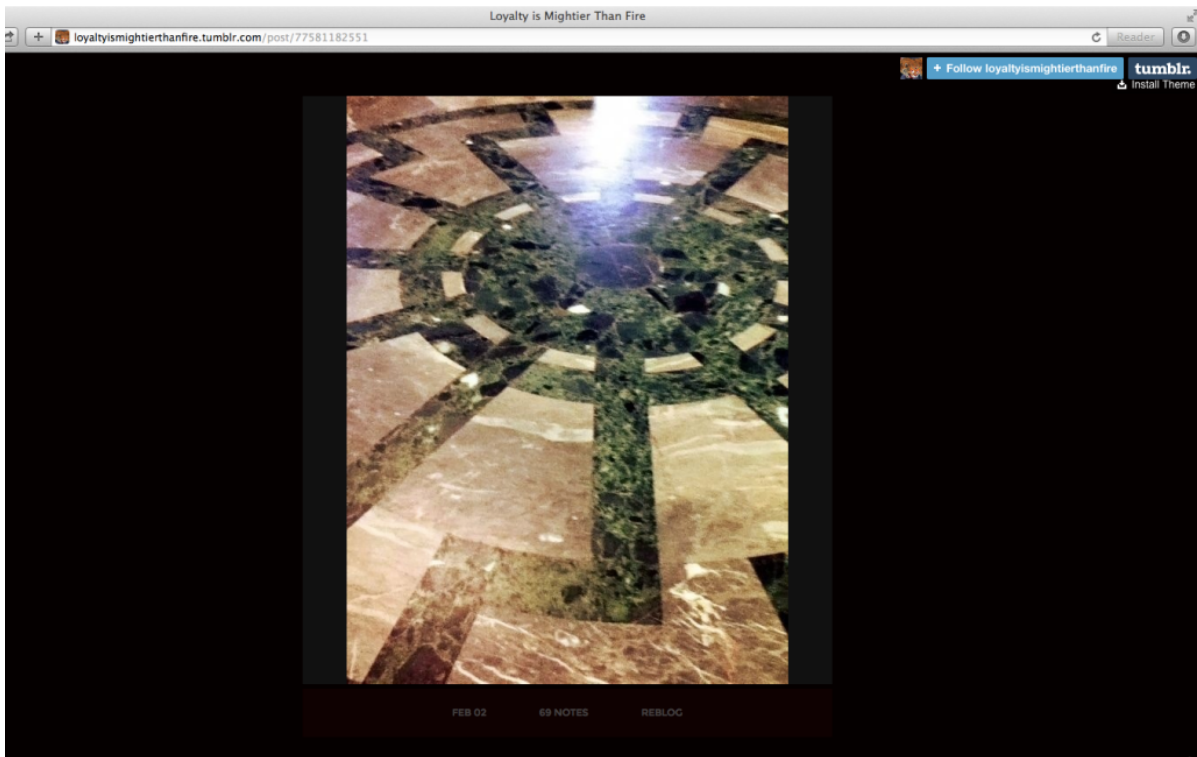 Loyalty is Mightier Than Fire
loyaltyismightierthanfire.tumblr.com/post/77581182551
Reader
+ Follow loyaltyismightierthanfire
tumblr.
Install Theme
FEB 02 69 NOTES REBLOG